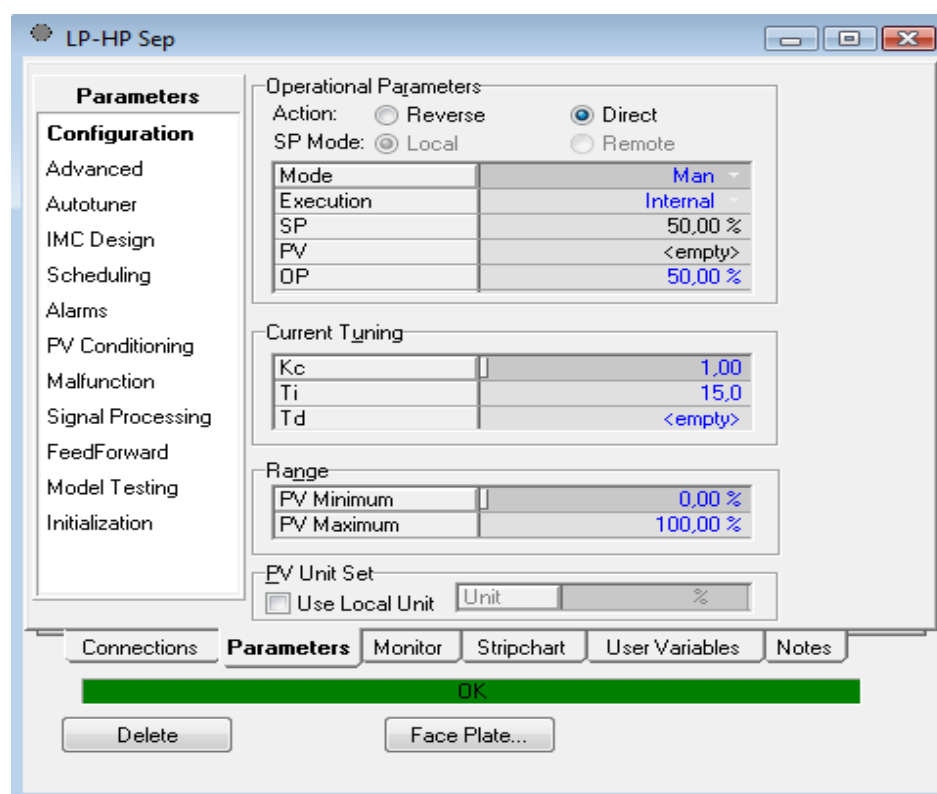 LP-HP Sep
Parameters
Configuration
Advanced
Autotuner
IMC Design
Scheduling
Alarms
PV Conditioning
Malfunction
Signal Processing
FeedForward
Model Testing
Initialization
Operational Parameters
Action: Reverse Direct
SP Mode: Local Remote
Mode Man
Execution Internal
SP 50,00 %
PV <empty>
OP 50,00 %
Current Tuning
Kc 1,00
Ti 15,0
Td <empty>
Range
PV Minimum 0,00 %
PV Maximum 100,00 %
PV Unit Set
Use Local Unit Unit %
Connections Parameters Monitor Stripchart User Variables Notes
OK
Delete Face Plate...